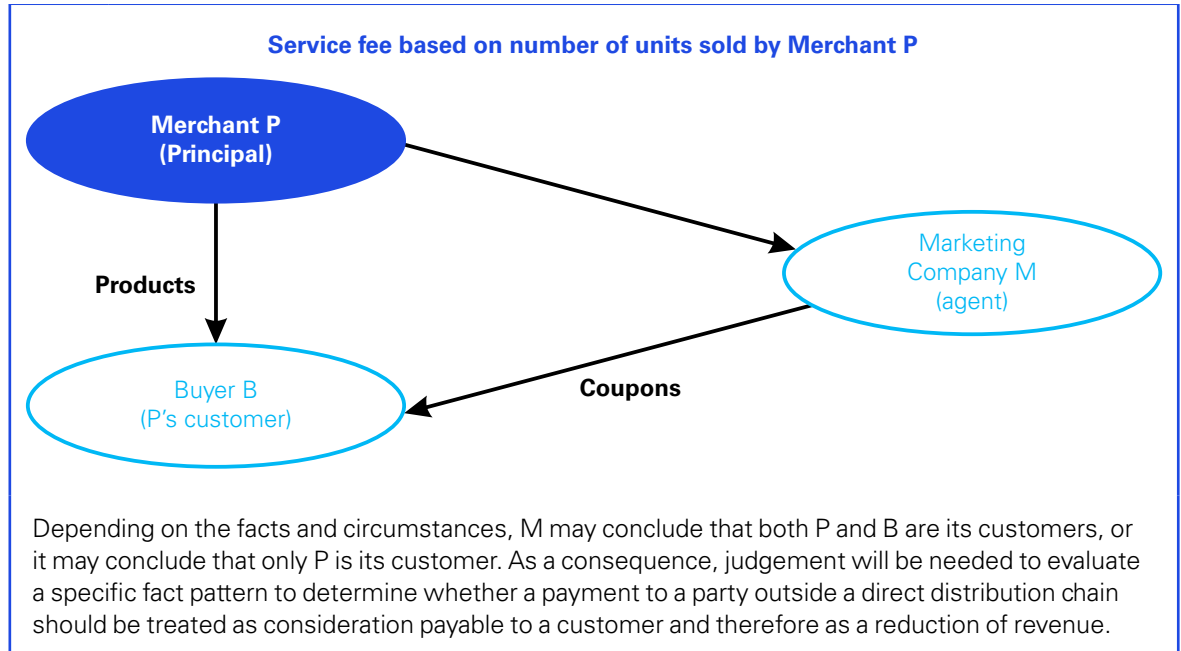 Service fee based on number of units sold by Merchant P
Merchant P
(Principal)
Marketing
Company M
(agent)
Products
Buyer B
(P's customer)
Coupons
Depending on the facts and circumstances, M may conclude that both P and B are its customers, or
it may conclude that only P is its customer. As a consequence, judgement will be needed to evaluate
a specific fact pattern to determine whether a payment to a party outside a direct distribution chain
should be treated as consideration payable to a customer and therefore as a reduction of revenue.